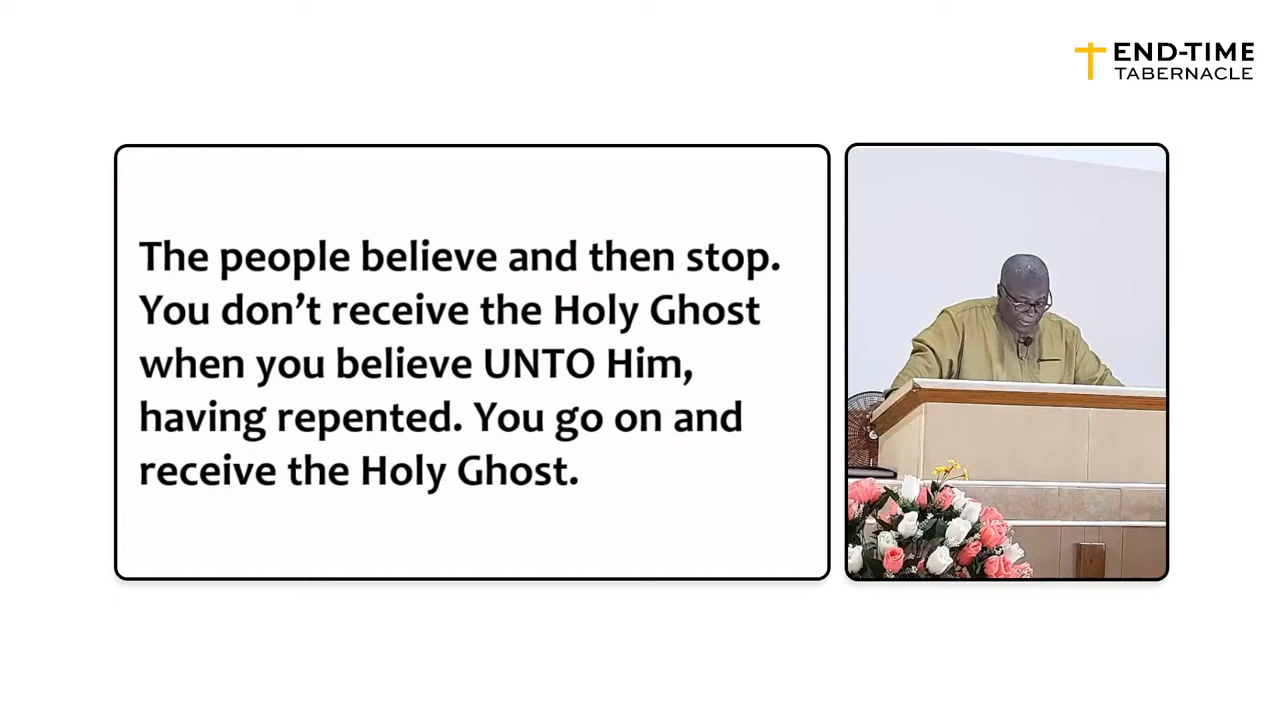 END-TIME
TABERNACLE
The people believe and then stop.
You don’t receive the Holy Ghost
when you believe UNTO Him,
having repented. You go on and
receive the Holy Ghost.